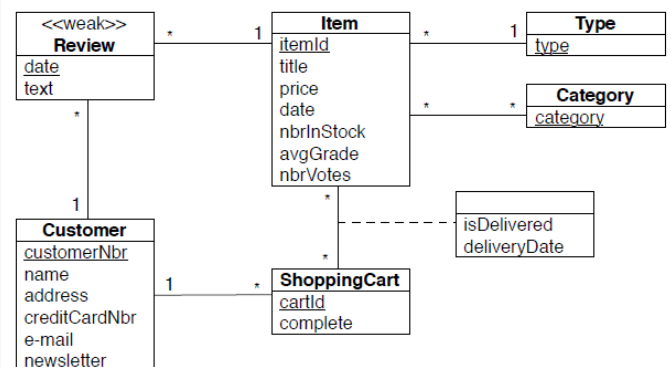 <<weak>>
Review
date
text
* 1
Item
itemId
title
price
date
nbrInStock
avgGrade
nbrVotes
* 1
Type
type
* *
Category
category
*
1
Customer
customerNbr
name
address
creditCardNbr
e-mail
newsletter
1 *
*
*
ShoppingCart
cartId
complete
isDelivered
deliveryDate